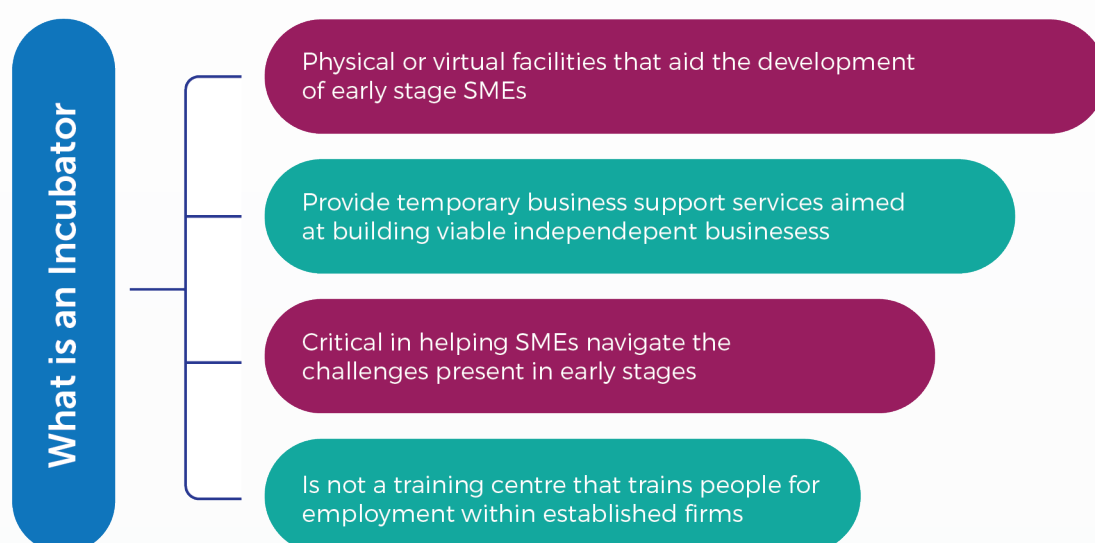 What is an Incubator
Physical or virtual facilities that aid the development
of early stage SMEs
Provide temporary business support services aimed
at building viable independepent businesess
Critical in helping SMEs navigate the
challenges present in early stages
Is not a training centre that trains people for
employment within established firms